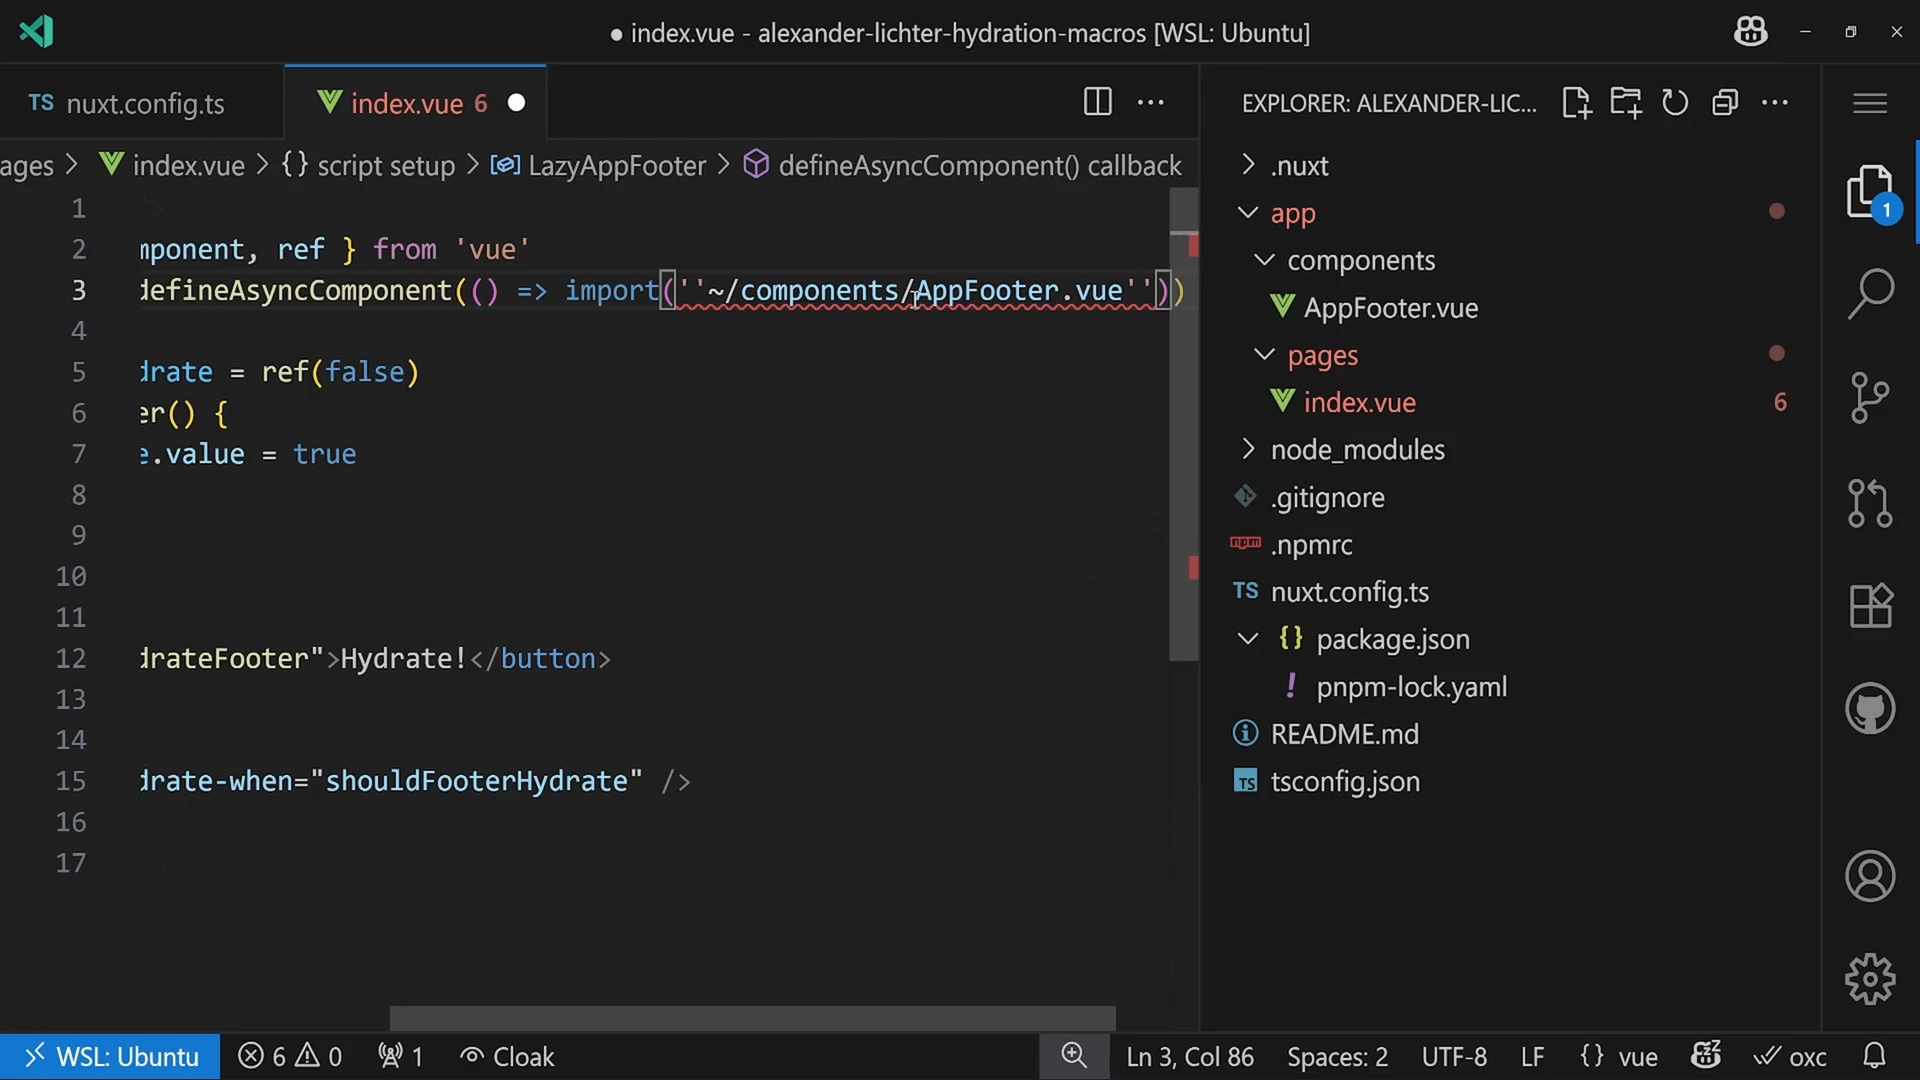 ● index.vue - alexander-lichter-hydration-macros [WSL: Ubuntu]
TS nuxt.config.ts
index.vue 6
EXPLORER: ALEXANDER-LIC...
ages > index.vue > {} script setup > LazyAppFooter > defineAsyncComponent() callback
1
2 mponent, ref } from 'vue'
3 defineAsyncComponent(() => import(''~/components/AppFooter.vue''))
4
5 drate = ref(false)
6 er() {
7 e.value = true
8
9
10
11
12 drateFooter">Hydrate!</button>
13
14
15 drate-when="shouldFooterHydrate" />
16
17
.nuxt
app
components
AppFooter.vue
pages
index.vue 6
node_modules
.gitignore
npm .npmrc
TS nuxt.config.ts
{} package.json
! pnpm-lock.yaml
README.md
TS tsconfig.json
1
WSL: Ubuntu
6 0
1
Cloak
Ln 3, Col 86
Spaces: 2
UTF-8
LF
{} vue
oxc